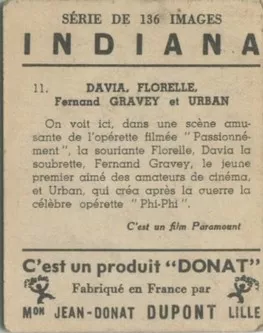 SÉRIE DE 136 IMAGES
INDIANA
11. DAVIA, FLORELLE,
Fernand GRAVEY et URBAN
On voit ici, dans une scène amu-
sante de l'opérette filmée "Passionné-
ment", la souriante Florelle, Davia la
soubrette, Fernand Gravey, le jeune
premier aimé des amateurs de cinéma,
et Urban, qui créa après la cuerre la
célèbre opérette "Phi-Phi".
C'est un film Paramount
C'est un produit "DONAT"
Fabriqué en France par
MON JEAN-DONAT DUPONT LILLE